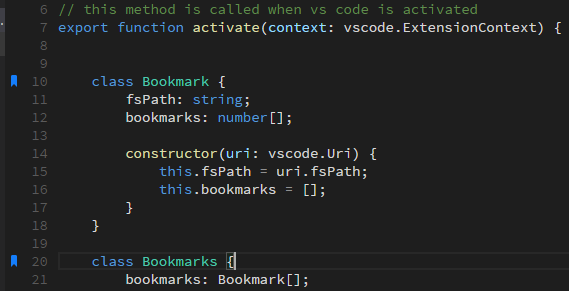 6 // this method is called when vs code is activated
7 export function activate(context: vscode.ExtensionContext) {
8
9
10     class Bookmark {
11         fsPath: string;
12         bookmarks: number[];
13
14         constructor(uri: vscode.Uri) {
15             this.fsPath = uri.fsPath;
16             this.bookmarks = [];
17         }
18     }
19
20     class Bookmarks {
21         bookmarks: Bookmark[];